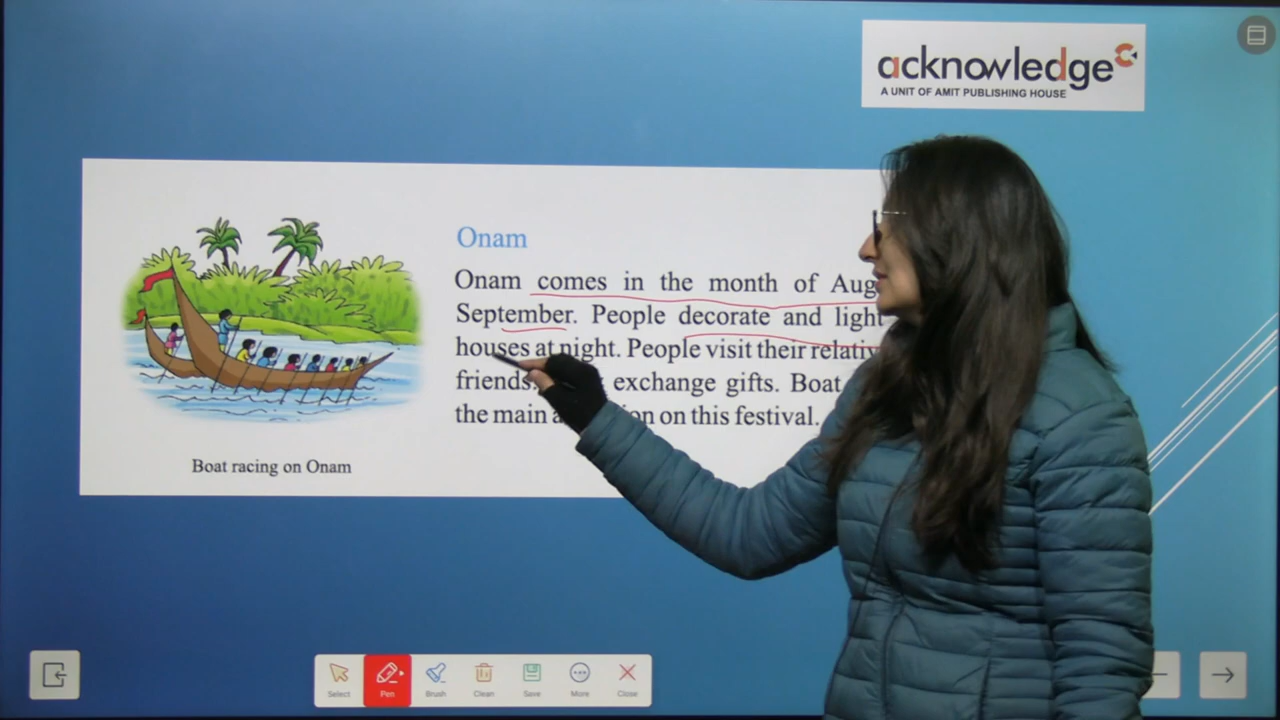 acknowledge
A UNIT OF AMIT PUBLISHING HOUSE
Onam
Onam comes in the month of Aug
September. People decorate and light
houses at night. People visit their relativ
friends. exchange gifts. Boat
the main on on this festival.
Boat racing on Onam
Select
Pen
Brush
Clean
Save
More
Close